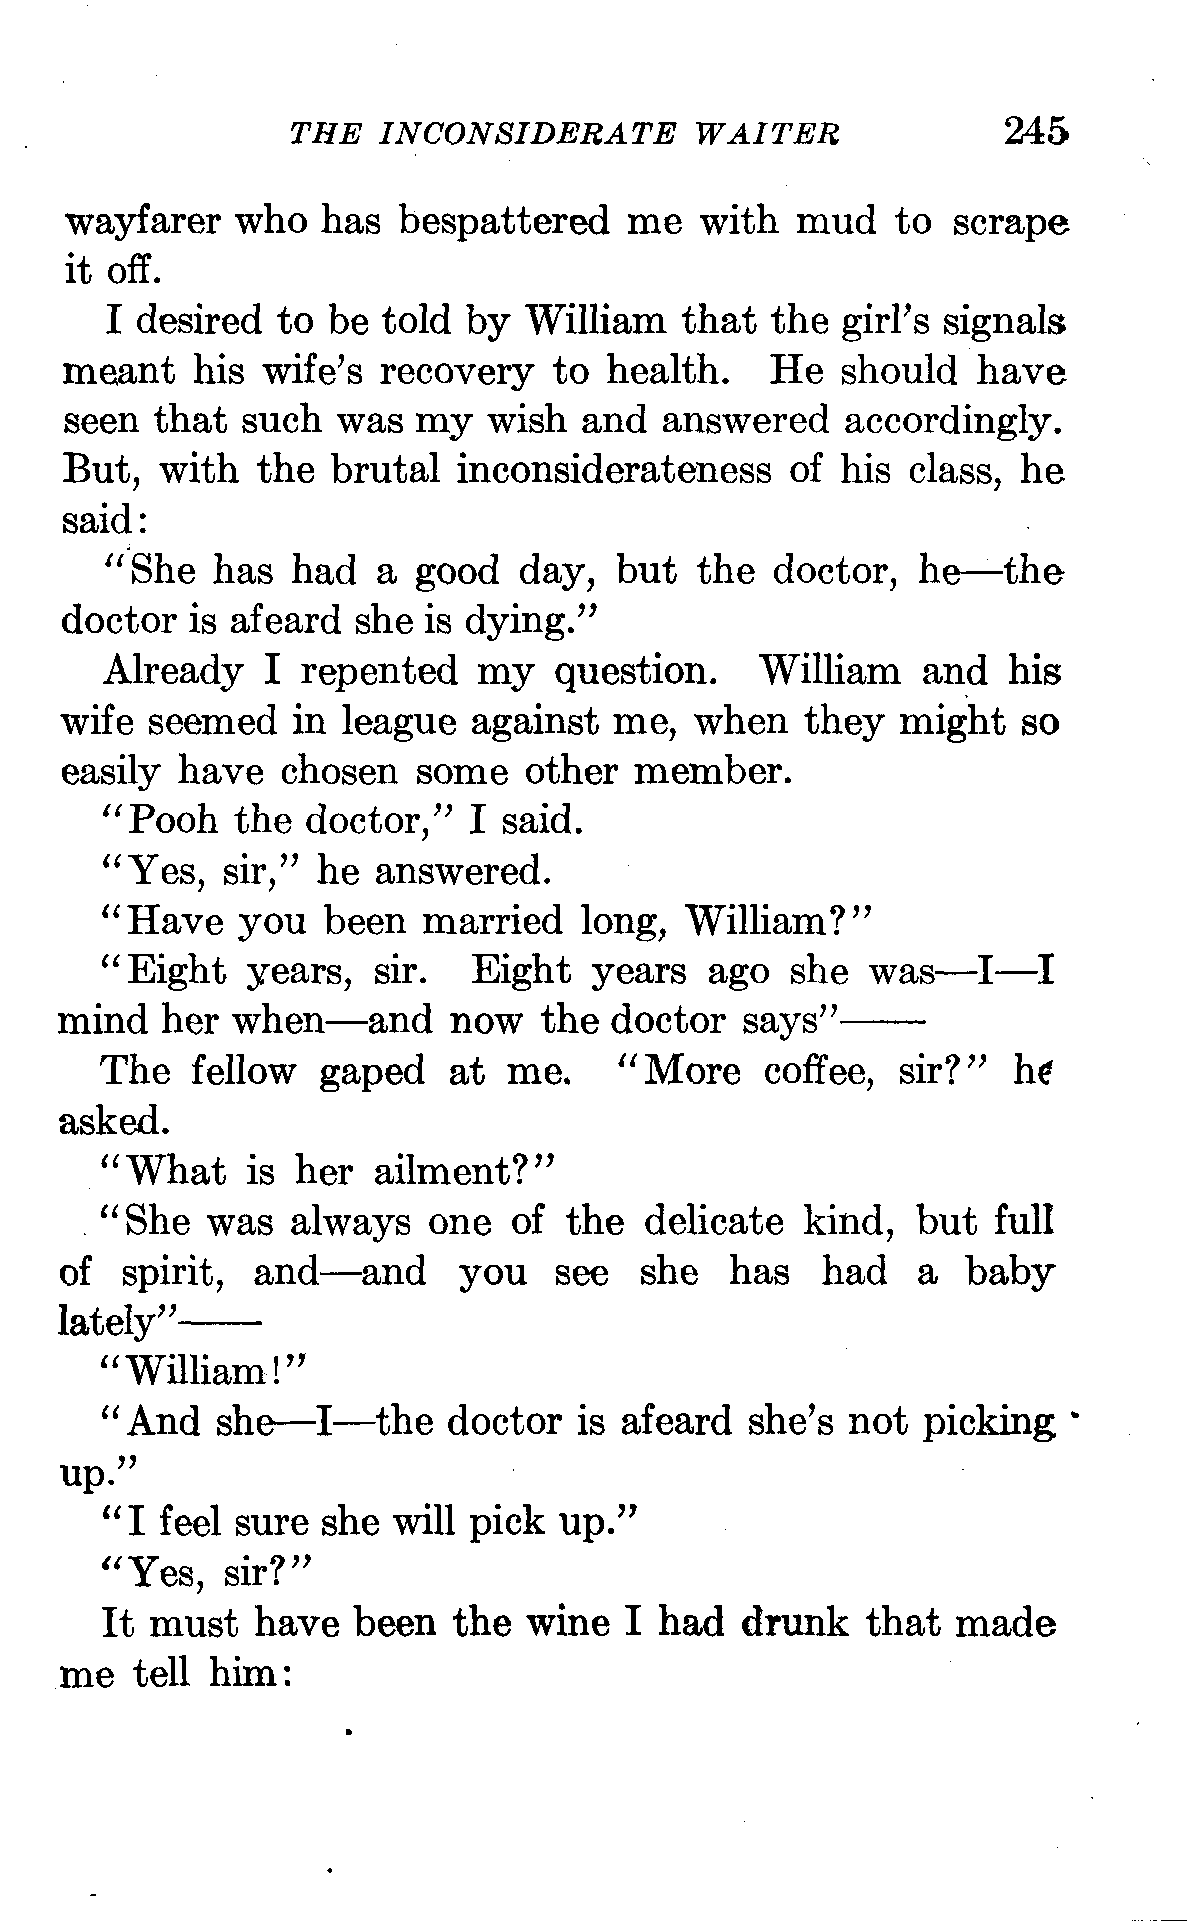 THE INCONSIDERATE WAITER 245
wayfarer who has bespattered me with mud to scrape
it off.
I desired to be told by William that the girl's signals
meant his wife's recovery to health. He should have
seen that such was my wish and answered accordingly.
But, with the brutal inconsiderateness of his class, he
said:
"She has had a good day, but the doctor, he—the
doctor is afeard she is dying."
Already I repented my question. William and his
wife seemed in league against me, when they might so
easily have chosen some other member.
"Pooh the doctor," I said.
"Yes, sir," he answered.
"Have you been married long, William?"
"Eight years, sir. Eight years ago she was—I—I
mind her when—and now the doctor says"——
The fellow gaped at me. "More coffee, sir?" he
asked.
"What is her ailment?"
"She was always one of the delicate kind, but full
of spirit, and—and you see she has had a baby
lately"——
"William!"
"And she—I—the doctor is afeard she's not picking
up."
"I feel sure she will pick up."
"Yes, sir?"
It must have been the wine I had drunk that made
me tell him: